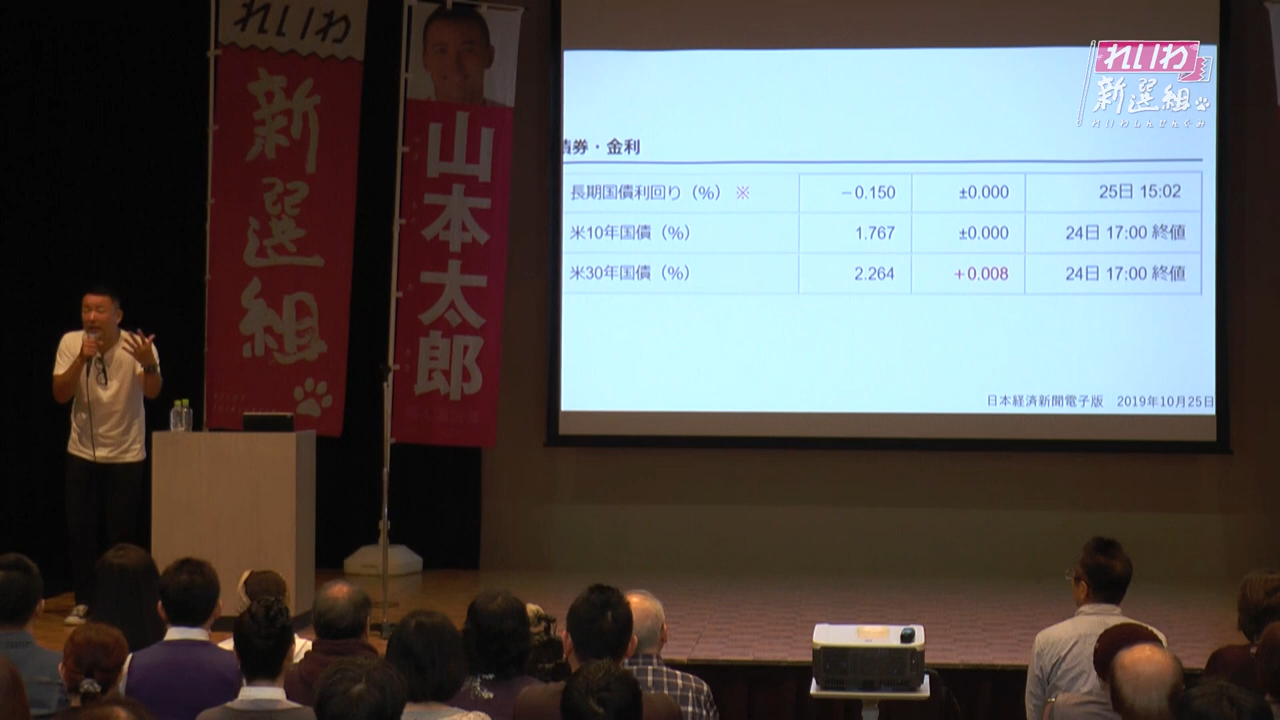 れいわ
新選組
山本太郎
れいわ
新選組
れいわしんせんぐみ
債券・金利
長期国債利回り（%） ※ －0.150 ±0.000 25日 15:02
米10年国債（%） 1.767 ±0.000 24日 17:00 終値
米30年国債（%） 2.264 ＋0.008 24日 17:00 終値
日本経済新聞電子版 2019年10月25日